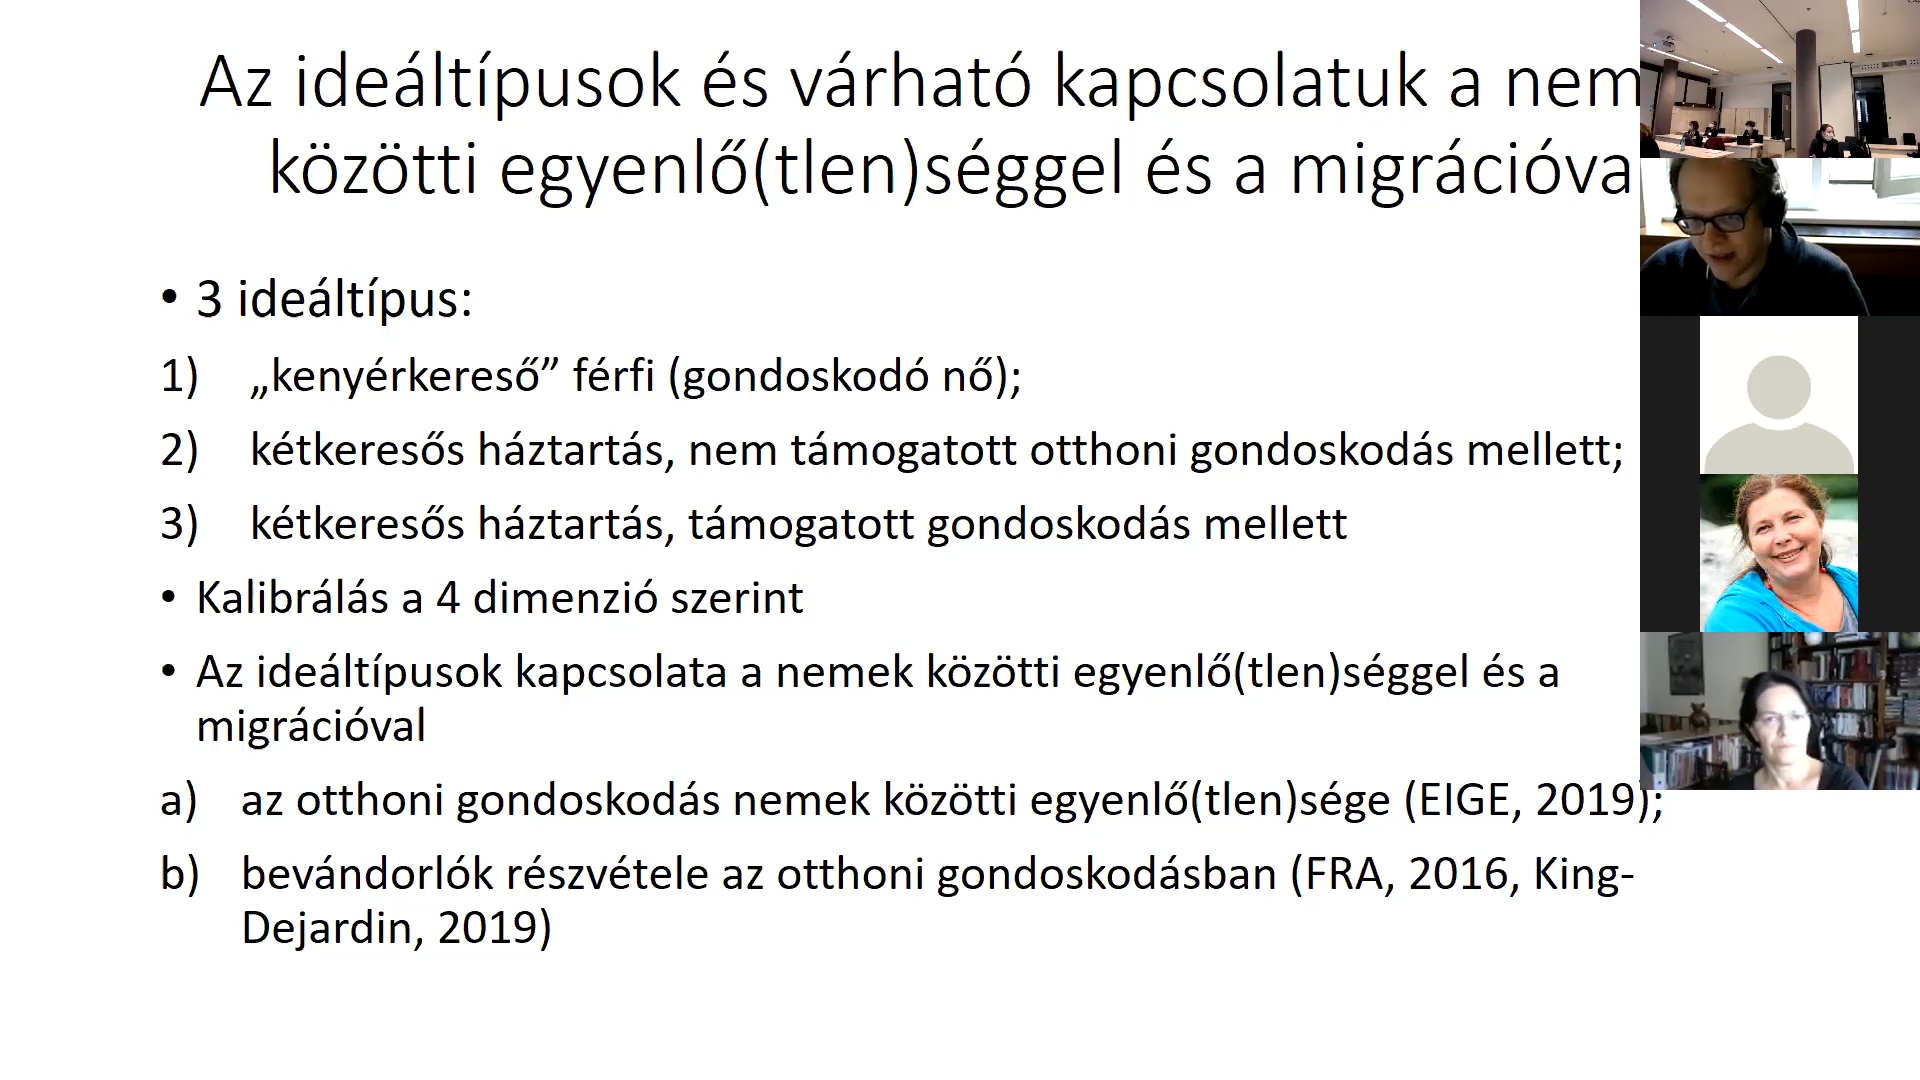 Az ideáltípusok és várható kapcsolatuk a nem
közötti egyenlő(tlen)séggel és a migrációva
• 3 ideáltípus:
1) „kenyérkereső” férfi (gondoskodó nő);
2) kétkeresős háztartás, nem támogatott otthoni gondoskodás mellett;
3) kétkeresős háztartás, támogatott gondoskodás mellett
• Kalibrálás a 4 dimenzió szerint
• Az ideáltípusok kapcsolata a nemek közötti egyenlő(tlen)séggel és a
migrációval
a) az otthoni gondoskodás nemek közötti egyenlő(tlen)sége (EIGE, 2019);
b) bevándorlók részvétele az otthoni gondoskodásban (FRA, 2016, King-
Dejardin, 2019)